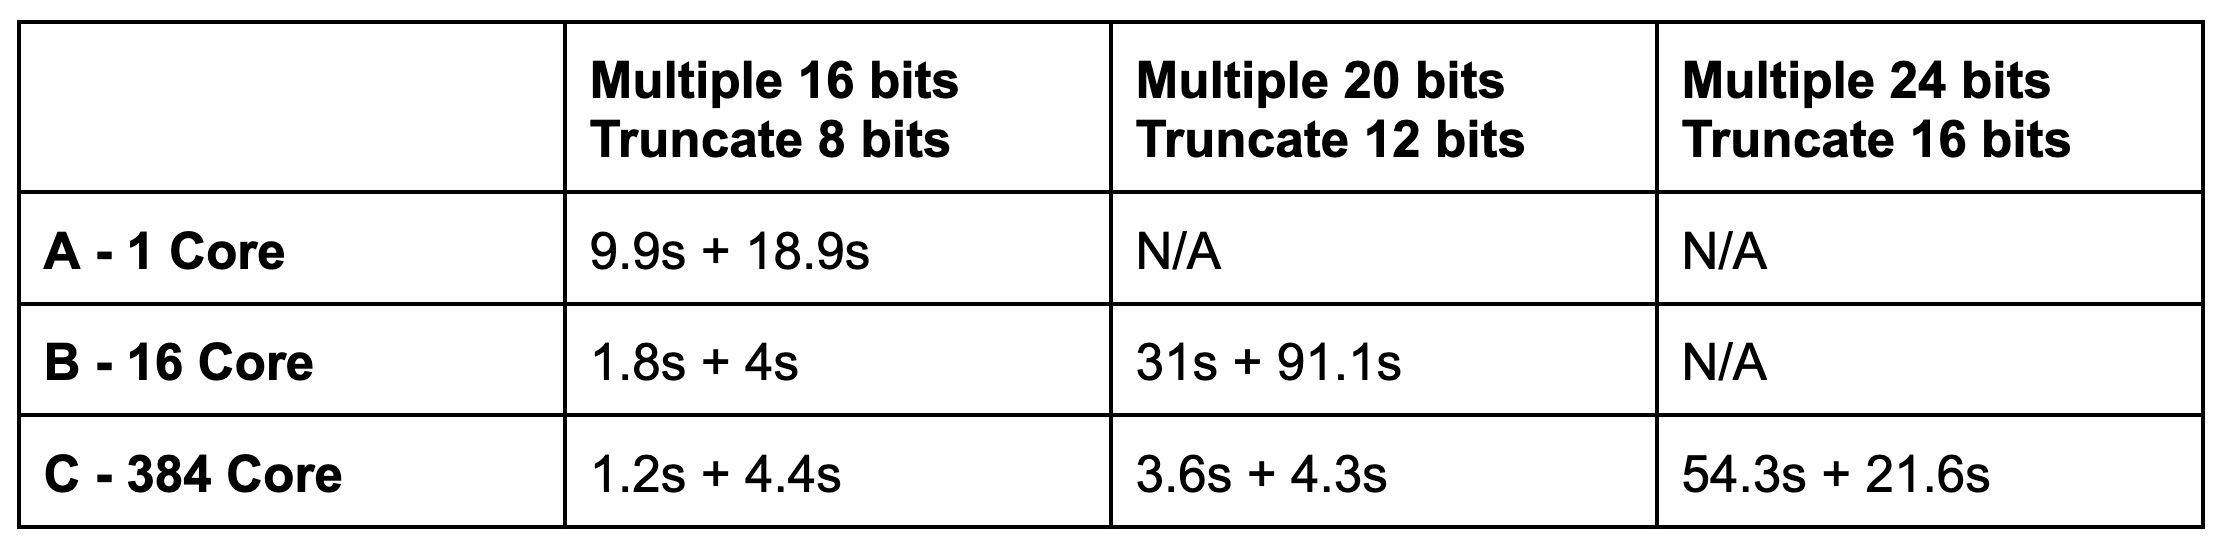 Multiple 16 bits
Truncate 8 bits
Multiple 20 bits
Truncate 12 bits
Multiple 24 bits
Truncate 16 bits
A - 1 Core
9.9s + 18.9s
N/A
N/A
B - 16 Core
1.8s + 4s
31s + 91.1s
N/A
C - 384 Core
1.2s + 4.4s
3.6s + 4.3s
54.3s + 21.6s